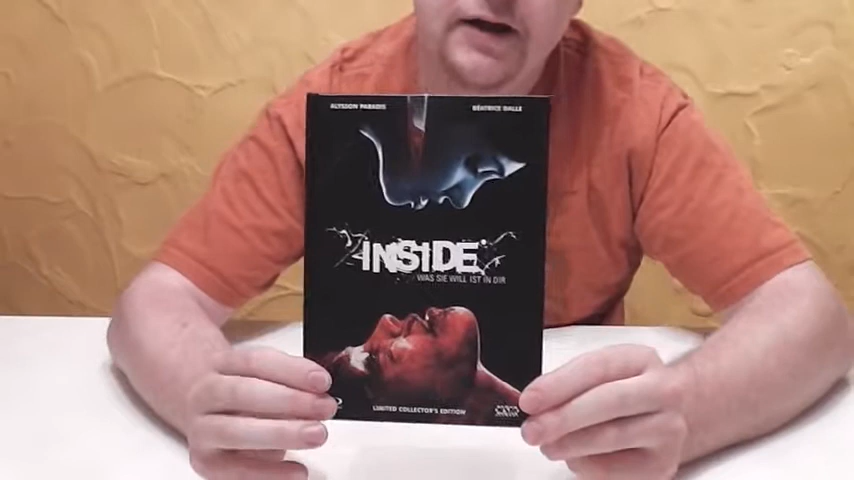 ALYSSON PARADIS BÉATRICE DALLE
INSIDE
WAS SIE WILL IST IN DIR
LIMITED COLLECTOR'S EDITION